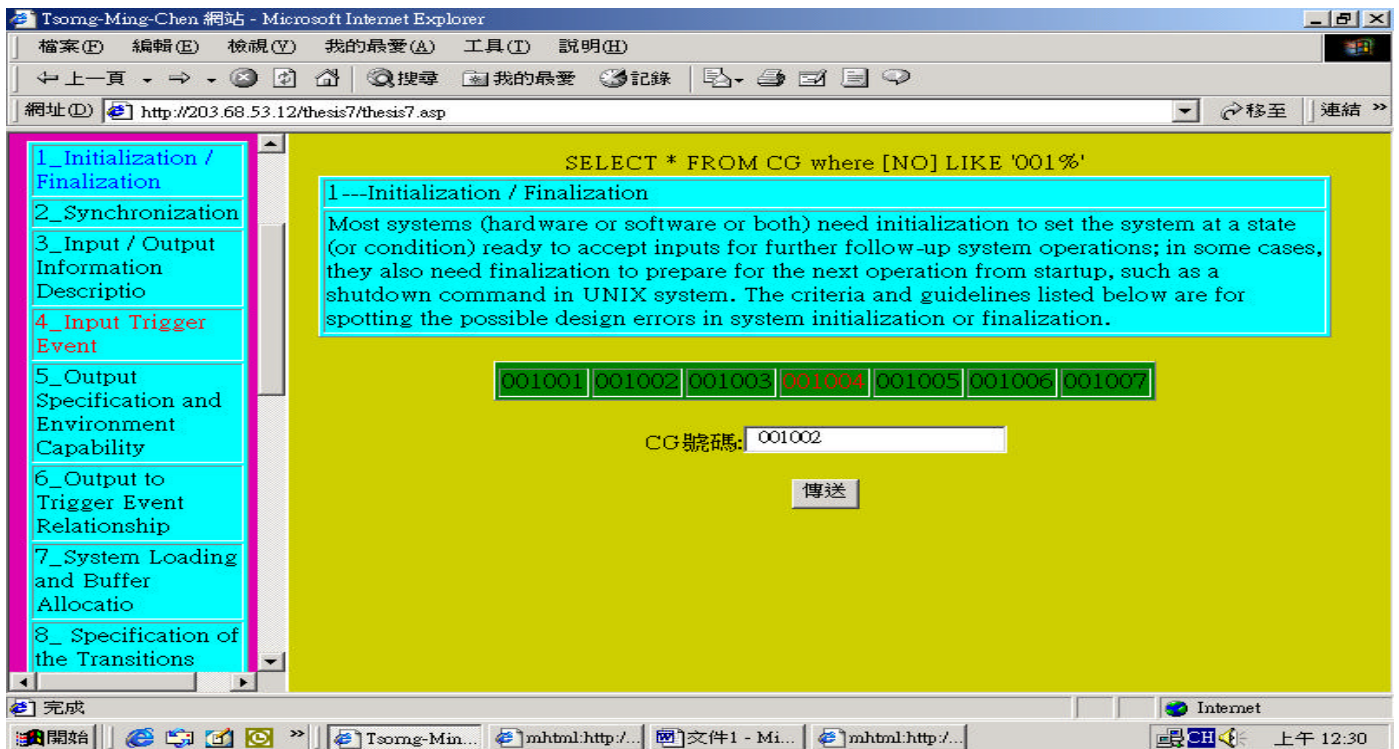 Tsorng-Ming-Chen 網站 - Microsoft Internet Explorer
檔案(F) 編輯(E) 檢視(V) 我的最愛(A) 工具(T) 說明(H)
上一頁 搜尋 我的最愛 記錄
網址(D) http://203.68.53.12/thesis7/thesis7.asp 移至 連結 »
1_Initialization /
Finalization
2_Synchronization
3_Input / Output
Information
Descriptio
4_Input Trigger
Event
5_Output
Specification and
Environment
Capability
6_Output to
Trigger Event
Relationship
7_System Loading
and Buffer
Allocatio
8_ Specification of
the Transitions
SELECT * FROM CG where [NO] LIKE '001%'
1---Initialization / Finalization
Most systems (hardware or software or both) need initialization to set the system at a state
(or condition) ready to accept inputs for further follow-up system operations; in some cases,
they also need finalization to prepare for the next operation from startup, such as a
shutdown command in UNIX system. The criteria and guidelines listed below are for
spotting the possible design errors in system initialization or finalization.
001001 001002 001003 001004 001005 001006 001007
CG號碼: 001002
傳送
完成 Internet
開始 » Tsorng-Min... mhtml:http:/... 文件1 - Mi... mhtml:http:/... CH 上午 12:30